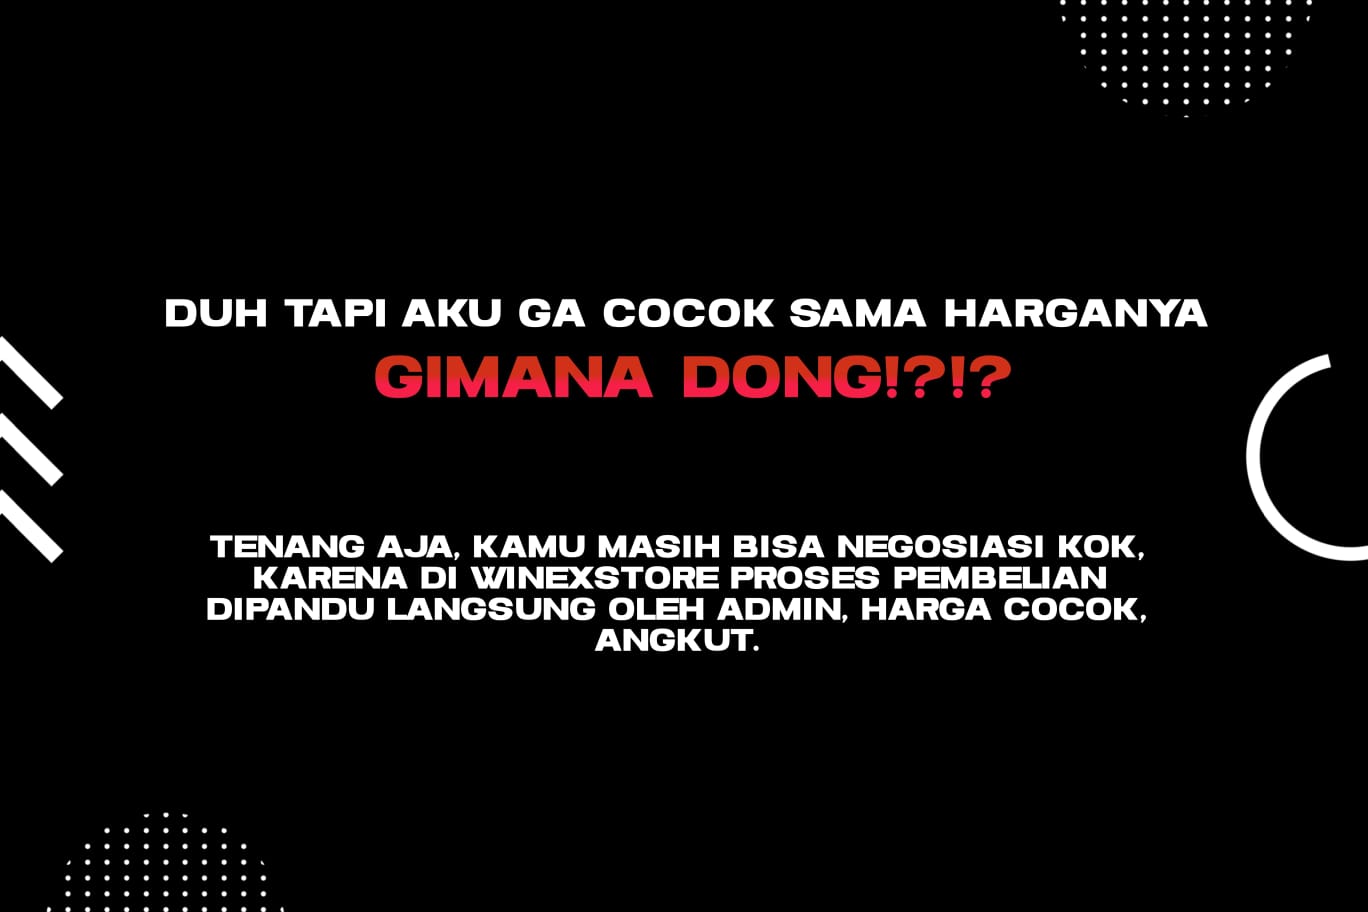 DUH TAPI AKU GA COCOK SAMA HARGANYA
GIMANA DONG!?!?
TENANG AJA, KAMU MASIH BISA NEGOSIASI KOK,
KARENA DI WINEXSTORE PROSES PEMBELIAN
DIPANDU LANGSUNG OLEH ADMIN, HARGA COCOK,
ANGKUT.